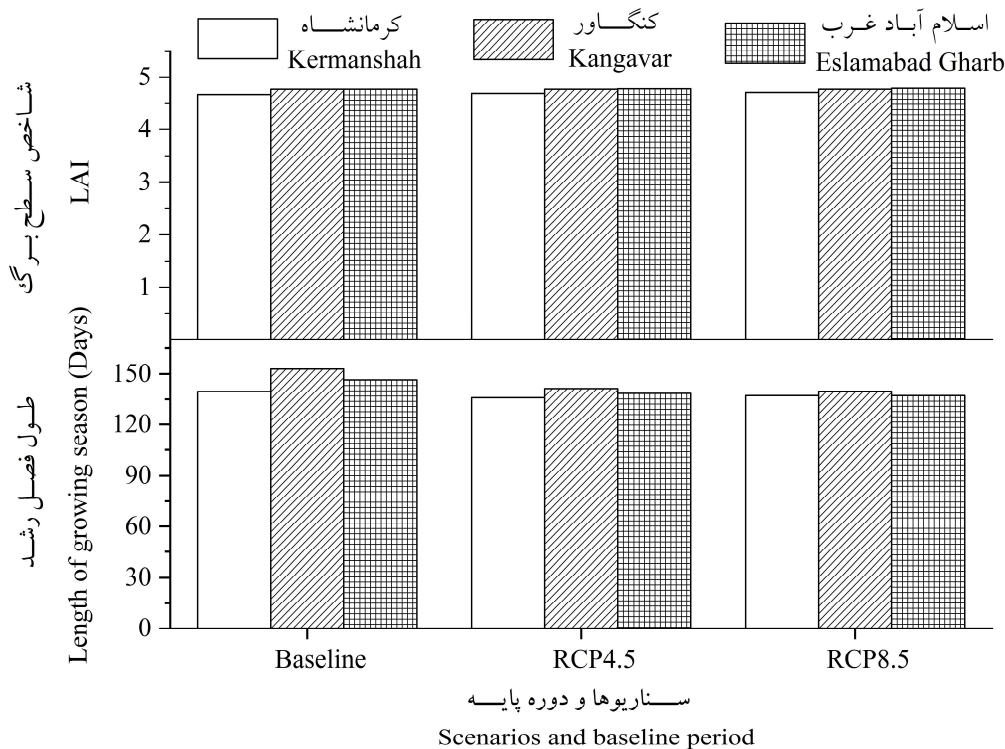 کرمانشـــاه
Kermanshah
کنگـــاور
Kangavar
اسـلام آبـاد غـرب
Eslamabad Gharb
شـاخص سـطح بـرگ
LAI
5
4
3
2
1
طـول فصـل رشـد
Length of growing season (Days)
150
120
90
60
30
0
Baseline
RCP4.5
RCP8.5
ســـناریوها و دوره پایـــه
Scenarios and baseline period